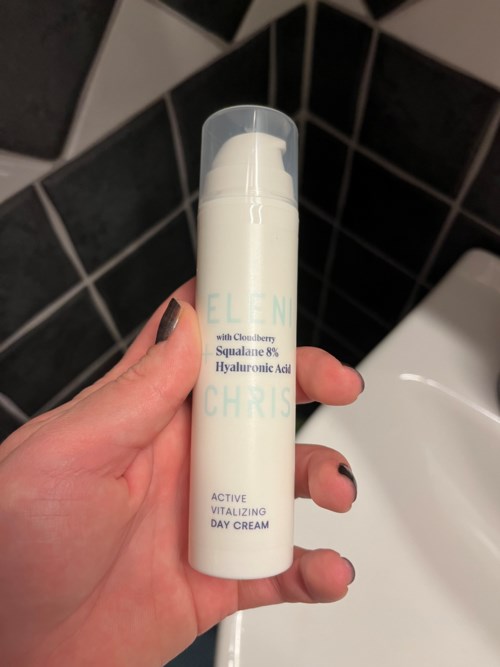 ELENI
with Cloudberry
Squalane 8%
Hyaluronic Acid
CHRIS
ACTIVE
VITALIZING
DAY CREAM